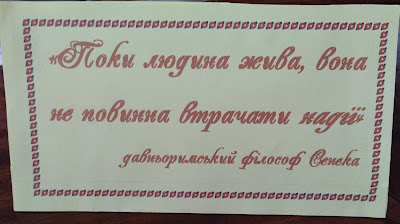 «Поки людина жива, вона
не повинна втрачати надії»
давньоримський філософ Сенека